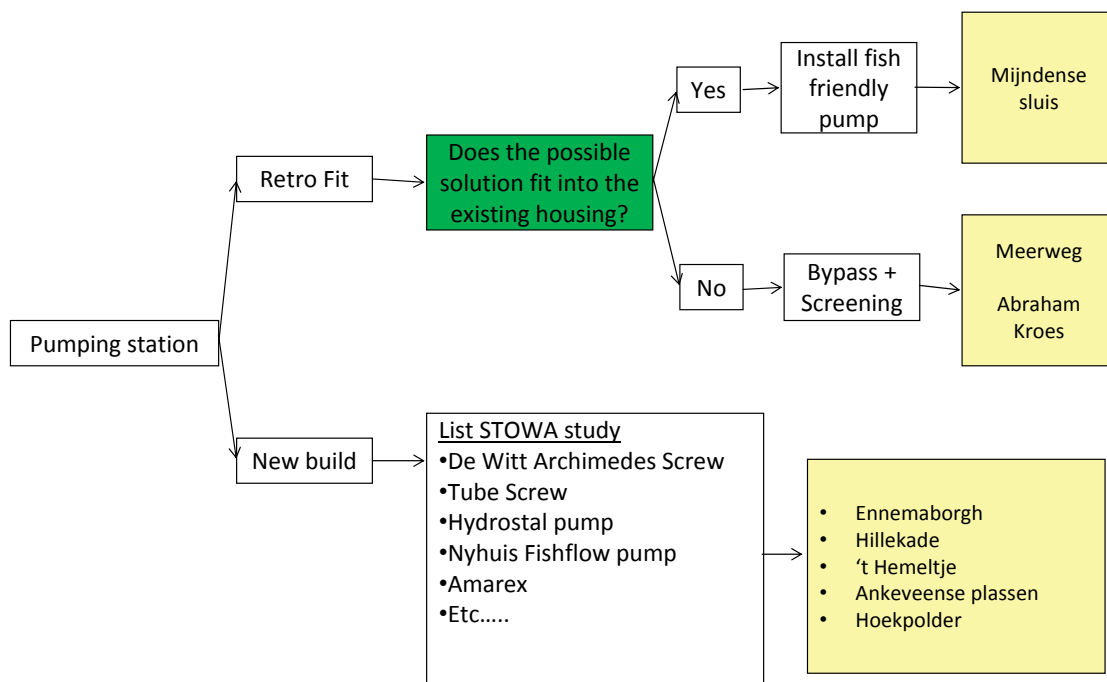 Pumping station
Retro Fit
Does the possible
solution fit into the
existing housing?
Yes
Install fish
friendly
pump
Mijndense
sluis
No
Bypass +
Screening
Meerweg
Abraham
Kroes
New build
List STOWA study
•De Witt Archimedes Screw
•Tube Screw
•Hydrostal pump
•Nyhuis Fishflow pump
•Amarex
•Etc…..
• Ennemaborgh
• Hillekade
• ‘t Hemeltje
• Ankeveense plassen
• Hoekpolder